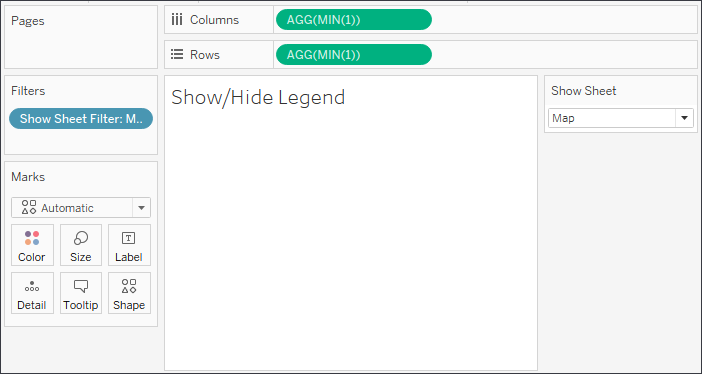 Pages
Columns
AGG(MIN(1))
Rows
AGG(MIN(1))
Filters
Show Sheet Filter: M..
Marks
Automatic
Color
Size
Label
Detail
Tooltip
Shape
Show/Hide Legend
Show Sheet
Map